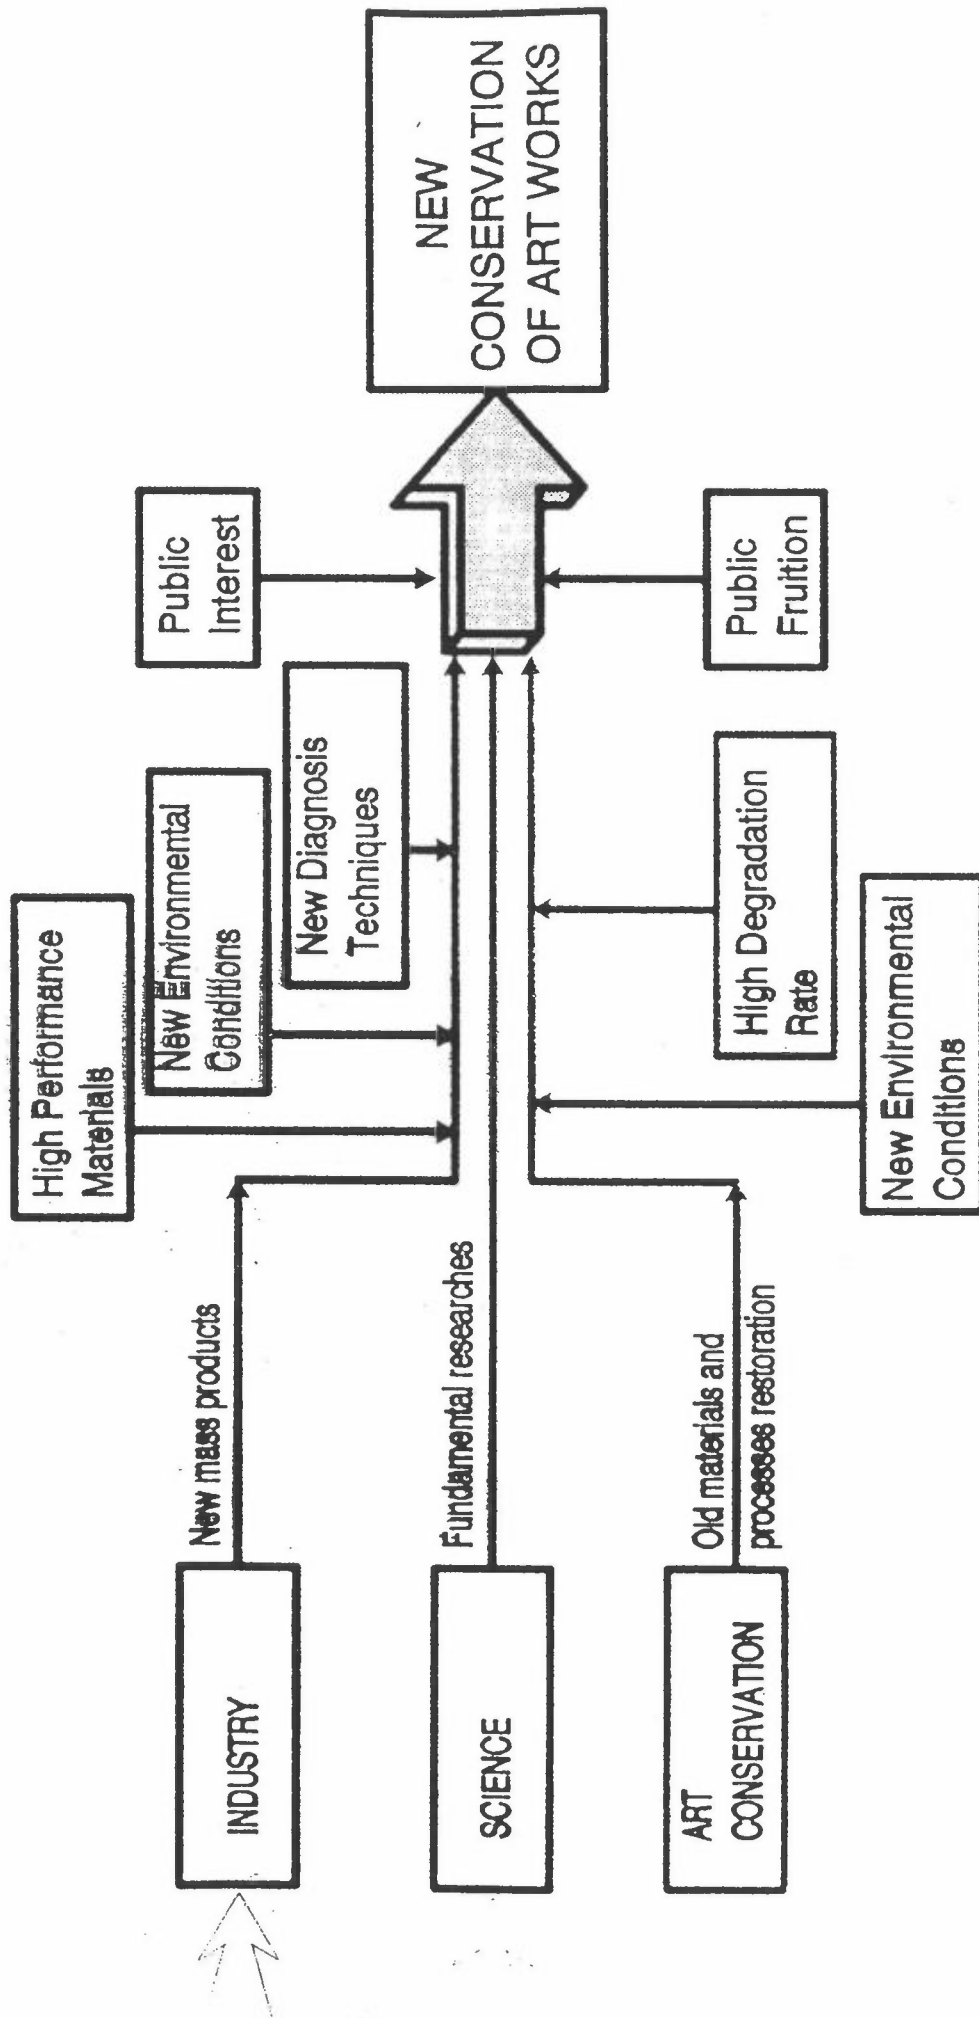 INDUSTRY
New mass products
High Performance
Materials
New Environmental
Conditions
New Diagnosis
Techniques
Public
Interest
SCIENCE
Fundamental researches
NEW
CONSERVATION
OF ART WORKS
ART
CONSERVATION
Old materials and
processes restoration
New Environmental
Conditions
High Degradation
Rate
Public
Fruition